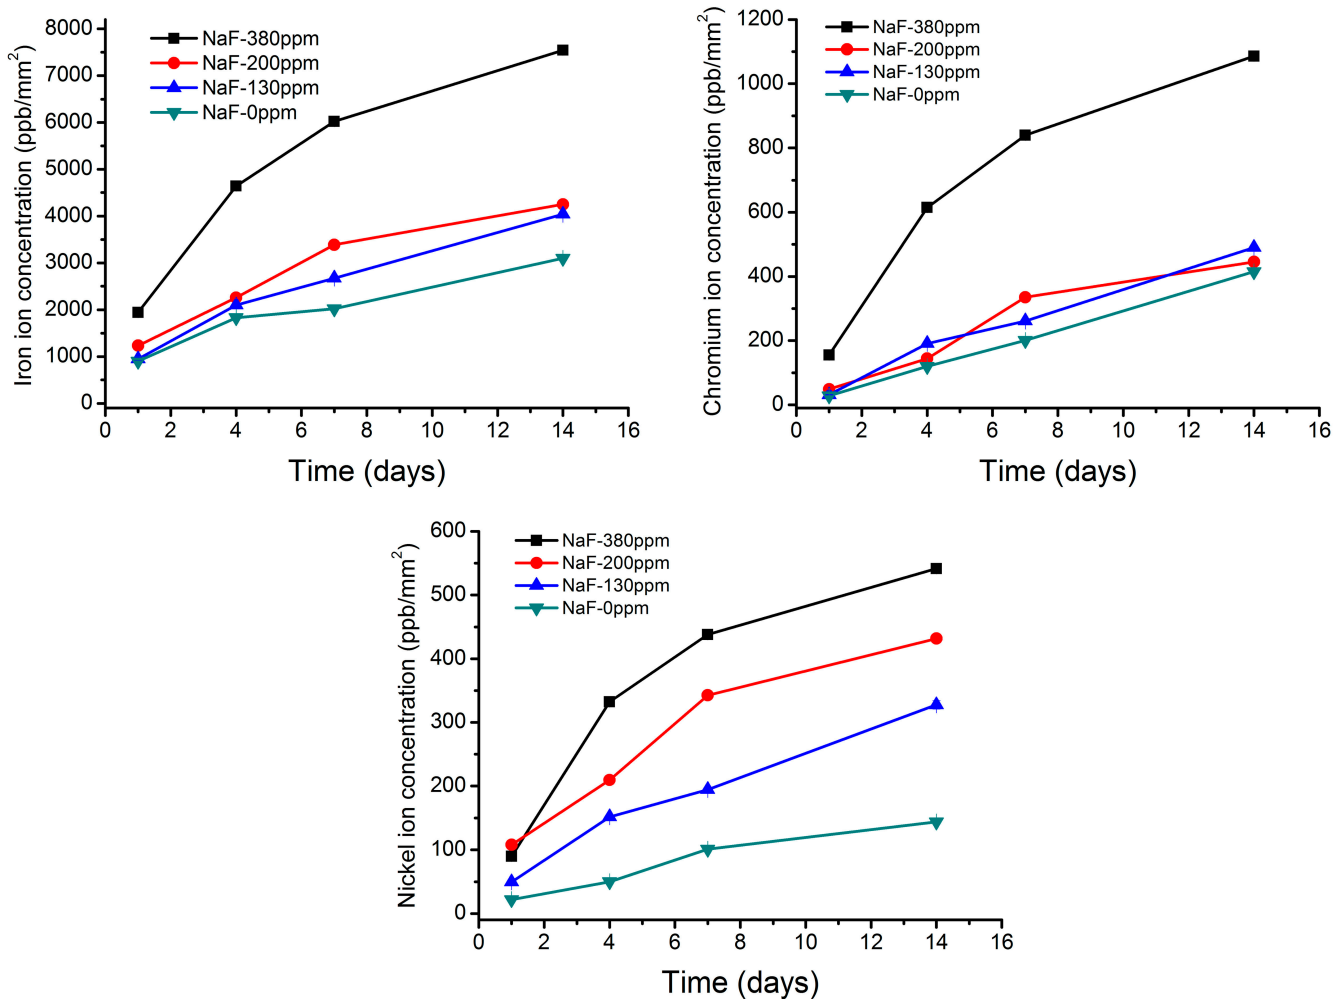 Iron ion concentration (ppb/mm²)
8000
7000
6000
5000
4000
3000
2000
1000
0
NaF-380ppm
NaF-200ppm
NaF-130ppm
NaF-0ppm
0 2 4 6 8 10 12 14 16
Time (days)
Chromium ion concentration (ppb/mm²)
1200
1000
800
600
400
200
0
NaF-380ppm
NaF-200ppm
NaF-130ppm
NaF-0ppm
0 2 4 6 8 10 12 14 16
Time (days)
Nickel ion concentration (ppb/mm²)
600
500
400
300
200
100
0
NaF-380ppm
NaF-200ppm
NaF-130ppm
NaF-0ppm
0 2 4 6 8 10 12 14 16
Time (days)